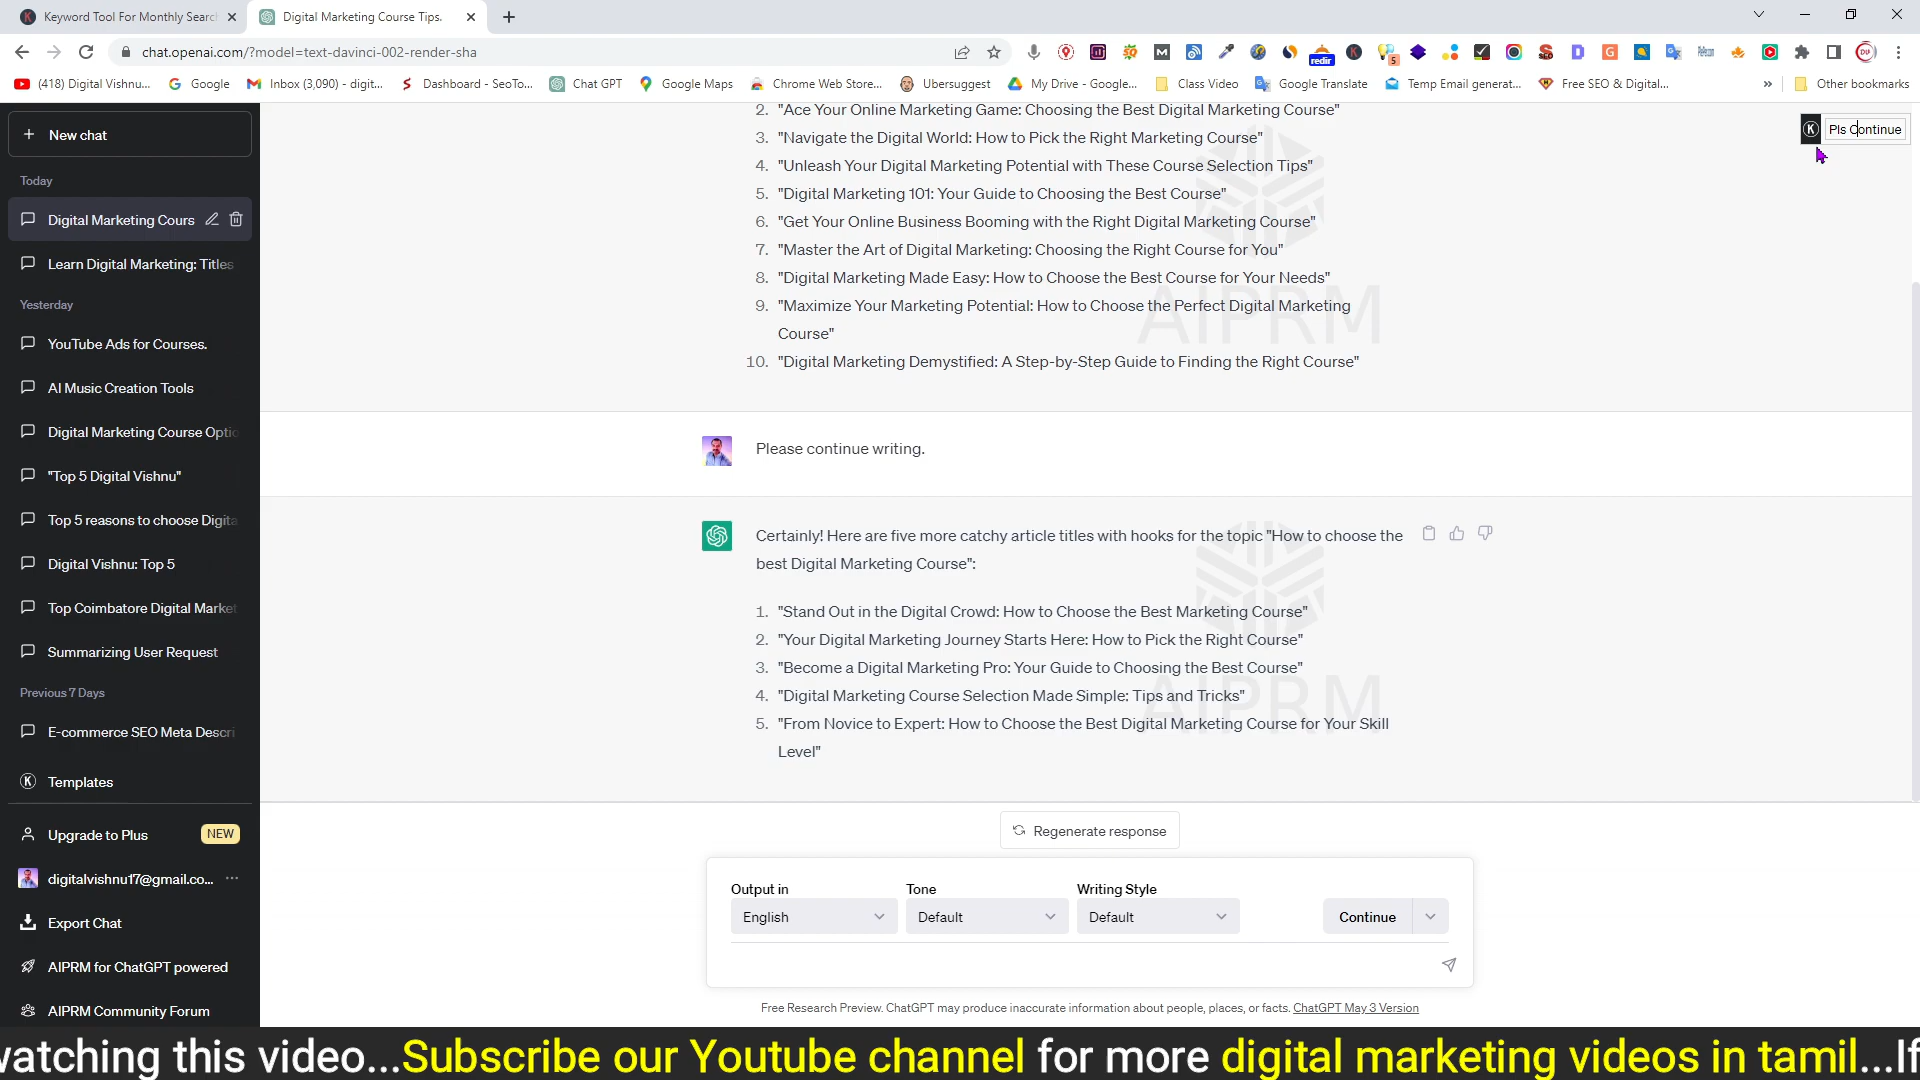 Keyword Tool For Monthly Searc
Digital Marketing Course Tips.
chat.openai.com/?model=text-davinci-002-render-sha
redir
5
(418) Digital Vishnu...
Google
Inbox (3,090) - digit...
Dashboard - SeoTo...
Chat GPT
Google Maps
Chrome Web Store...
Ubersuggest
My Drive - Google...
Class Video
Google Translate
Temp Email generat...
Free SEO & Digital...
»
Other bookmarks
New chat
Today
Digital Marketing Cours
Learn Digital Marketing: Titles
Yesterday
YouTube Ads for Courses.
AI Music Creation Tools
Digital Marketing Course Optio
"Top 5 Digital Vishnu"
Top 5 reasons to choose Digita
Digital Vishnu: Top 5
Top Coimbatore Digital Market
Summarizing User Request
Previous 7 Days
E-commerce SEO Meta Descri
Templates
Upgrade to Plus NEW
digitalvishnu17@gmail.co... ...
Export Chat
AIPRM for ChatGPT powered
AIPRM Community Forum
K Pls Continue
2. "Ace Your Online Marketing Game: Choosing the Best Digital Marketing Course"
3. "Navigate the Digital World: How to Pick the Right Marketing Course"
4. "Unleash Your Digital Marketing Potential with These Course Selection Tips"
5. "Digital Marketing 101: Your Guide to Choosing the Best Course"
6. "Get Your Online Business Booming with the Right Digital Marketing Course"
7. "Master the Art of Digital Marketing: Choosing the Right Course for You"
8. "Digital Marketing Made Easy: How to Choose the Best Course for Your Needs"
9. "Maximize Your Marketing Potential: How to Choose the Perfect Digital Marketing
Course"
AIPRM
10. "Digital Marketing Demystified: A Step-by-Step Guide to Finding the Right Course"
Please continue writing.
Certainly! Here are five more catchy article titles with hooks for the topic "How to choose the
best Digital Marketing Course":
1. "Stand Out in the Digital Crowd: How to Choose the Best Marketing Course"
2. "Your Digital Marketing Journey Starts Here: How to Pick the Right Course"
3. "Become a Digital Marketing Pro: Your Guide to Choosing the Best Course"
4. "Digital Marketing Course Selection Made Simple: Tips and Tricks"
5. "From Novice to Expert: How to Choose the Best Digital Marketing Course for Your Skill
Level"
AIPRM
Regenerate response
Output in Tone Writing Style
English Default Default Continue
Free Research Preview. ChatGPT may produce inaccurate information about people, places, or facts. ChatGPT May 3 Version
watching this video...Subscribe our Youtube channel for more digital marketing videos in tamil...If